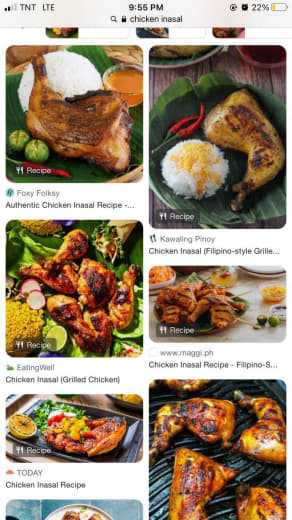 TNT LTE
9:55 PM
22%
chicken inasal
Recipe
Foxy Folksy
Authentic Chicken Inasal Recipe -...
Recipe
Kawaling Pinoy
Chicken Inasal (Filipino-style Grille...
Recipe
EatingWell
Chicken Inasal (Grilled Chicken)
Recipe
www.maggi.ph
Chicken Inasal Recipe - Filipino-S...
Recipe
TODAY
Chicken Inasal Recipe